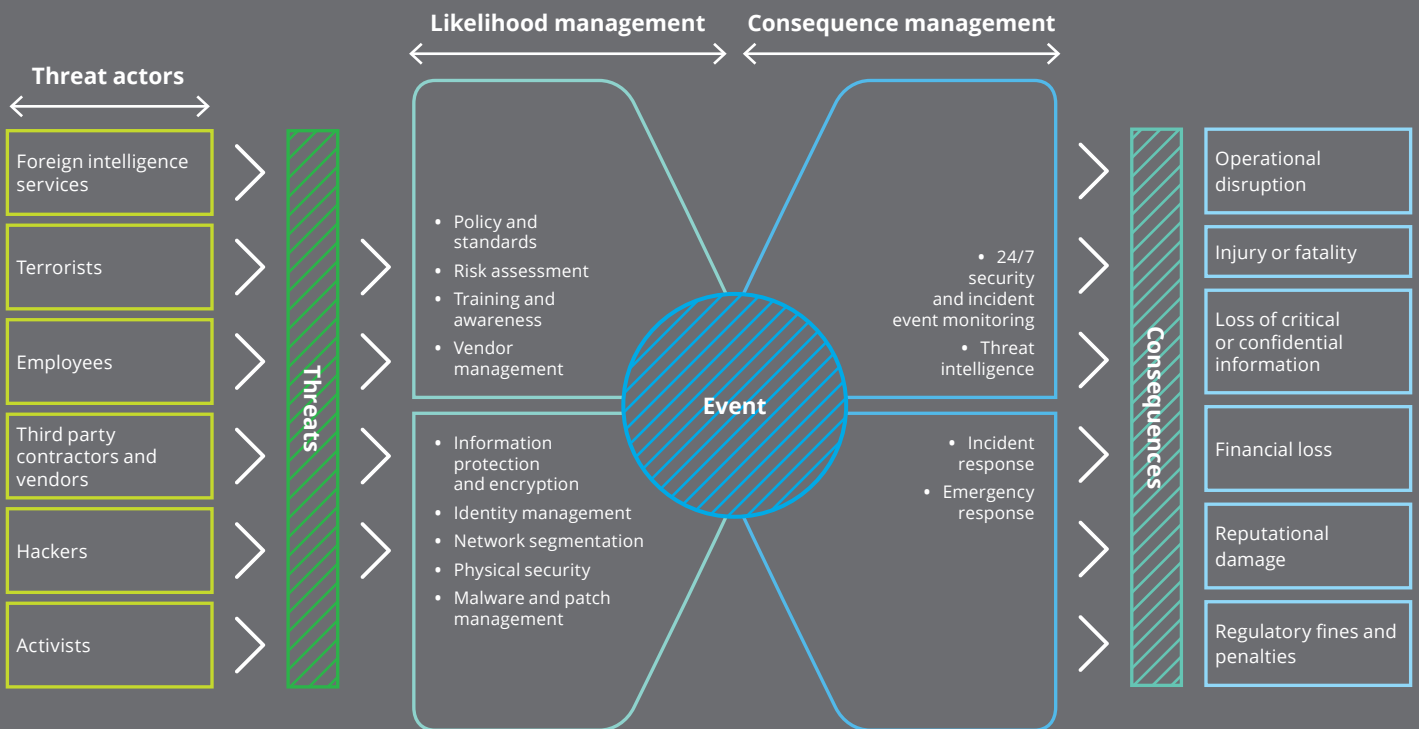 Likelihood management
Consequence management
Threat actors
Foreign intelligence
services
Terrorists
Employees
Third party
contractors and
vendors
Hackers
Activists
Threats
• Policy and
standards
• Risk assessment
• Training and
awareness
• Vendor
management
• Information
protection
and encryption
• Identity management
• Network segmentation
• Physical security
• Malware and patch
management
Event
• 24/7
security
and incident
event monitoring
• Threat
intelligence
• Incident
response
• Emergency
response
Consequences
Operational
disruption
Injury or fatality
Loss of critical
or confidential
information
Financial loss
Reputational
damage
Regulatory fines and
penalties